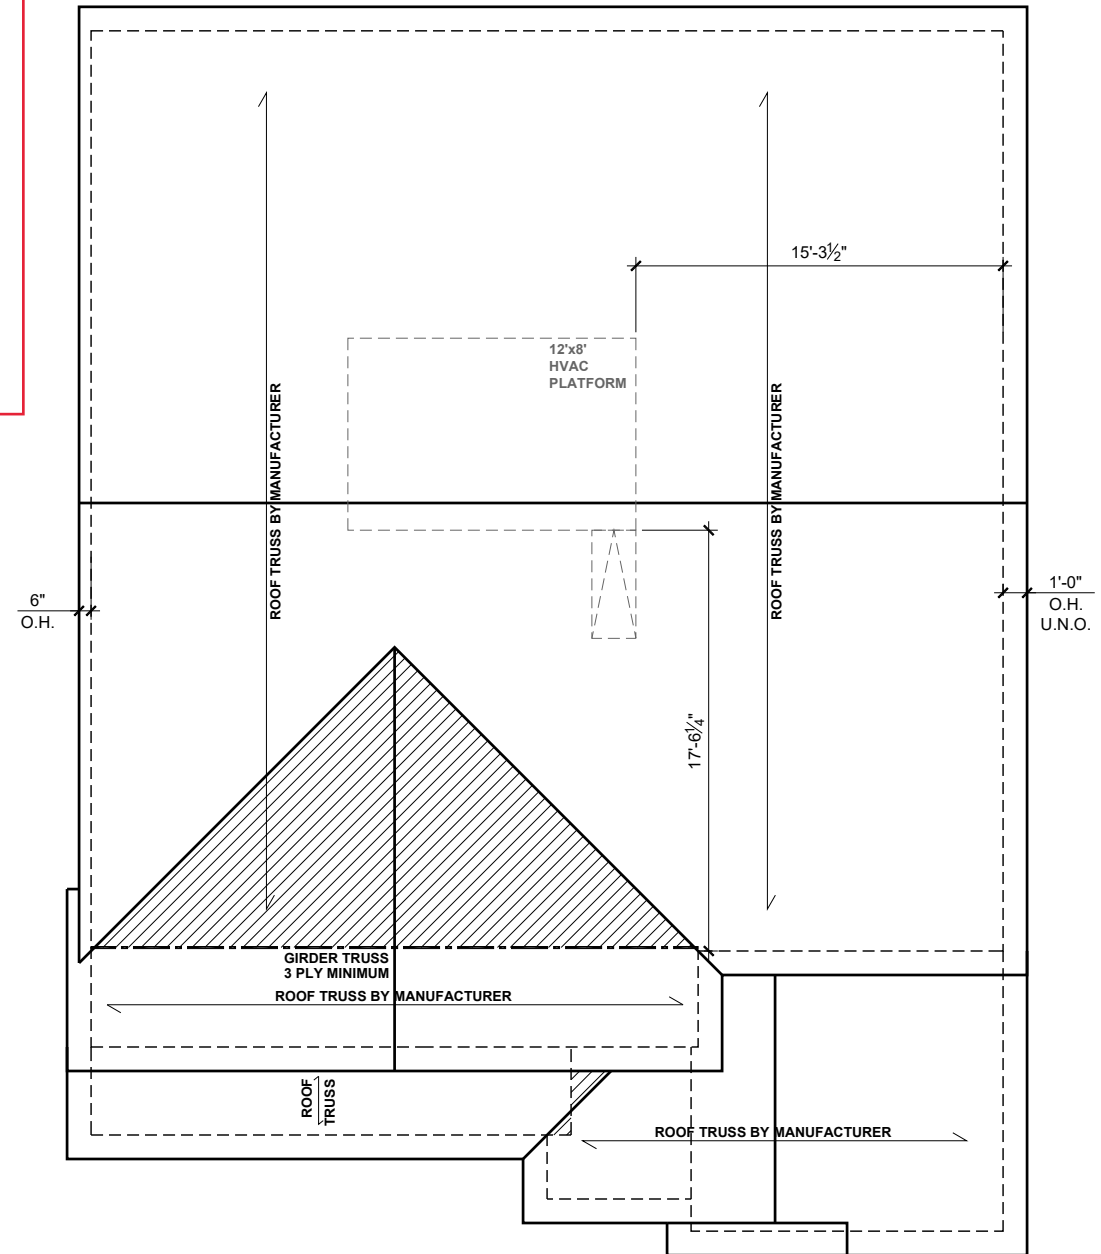 15'-3½"
12'x8'
HVAC
PLATFORM
ROOF TRUSS BY MANUFACTURER
ROOF TRUSS BY MANUFACTURER
6"
O.H.
1'-0"
O.H.
U.N.O.
17'-6¼"
GIRDER TRUSS
3 PLY MINIMUM
ROOF TRUSS BY MANUFACTURER
ROOF
TRUSS
ROOF TRUSS BY MANUFACTURER